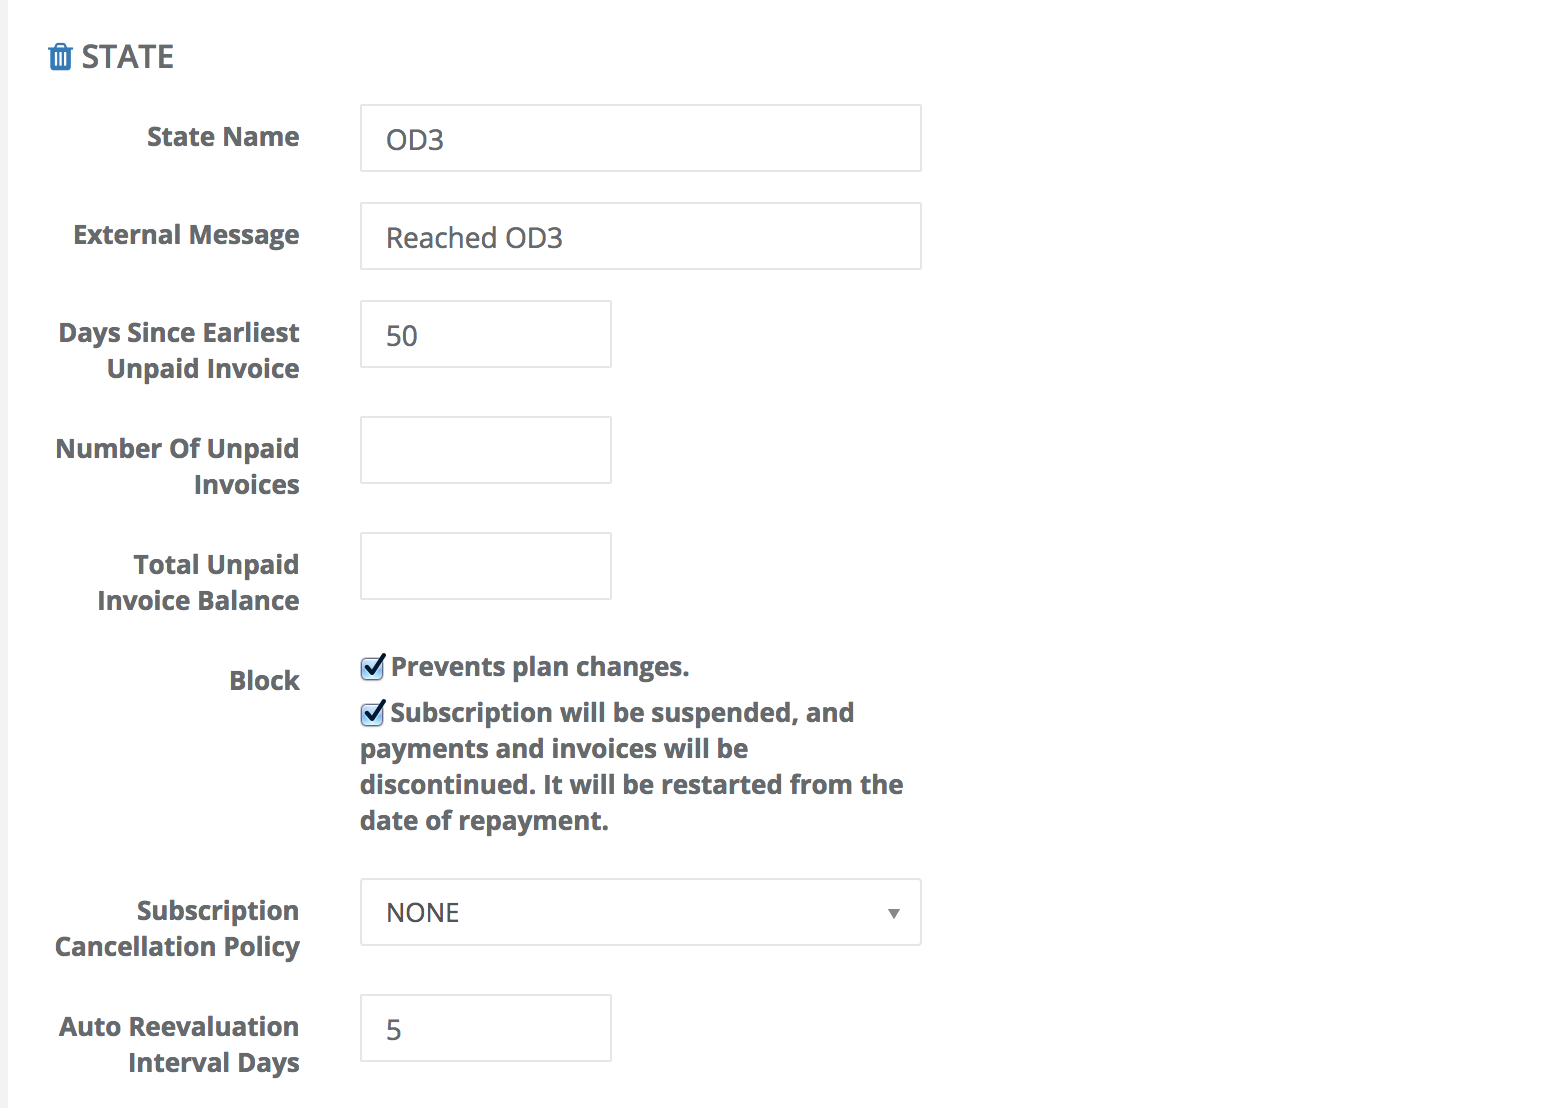 STATE
State Name
OD3
External Message
Reached OD3
Days Since Earliest
Unpaid Invoice
50
Number Of Unpaid
Invoices
Total Unpaid
Invoice Balance
Block
Prevents plan changes.
Subscription will be suspended, and
payments and invoices will be
discontinued. It will be restarted from the
date of repayment.
Subscription
Cancellation Policy
NONE
Auto Reevaluation
Interval Days
5